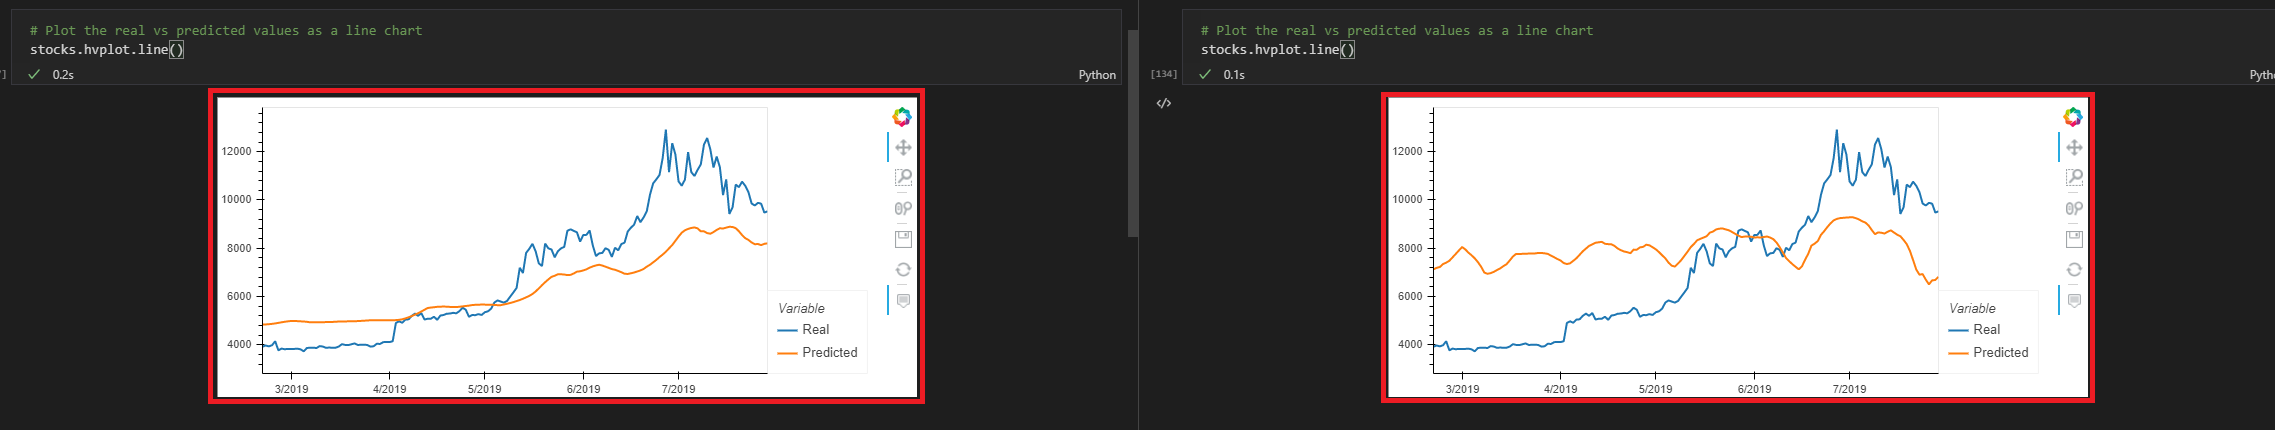 # Plot the real vs predicted values as a line chart
stocks.hvplot.line()
0.2s
Python
12000
10000
8000
6000
4000
3/2019
4/2019
5/2019
6/2019
7/2019
Variable
Real
Predicted
# Plot the real vs predicted values as a line chart
stocks.hvplot.line()
[134]
0.1s
</>
12000
10000
8000
6000
4000
3/2019
4/2019
5/2019
6/2019
7/2019
Variable
Real
Predicted